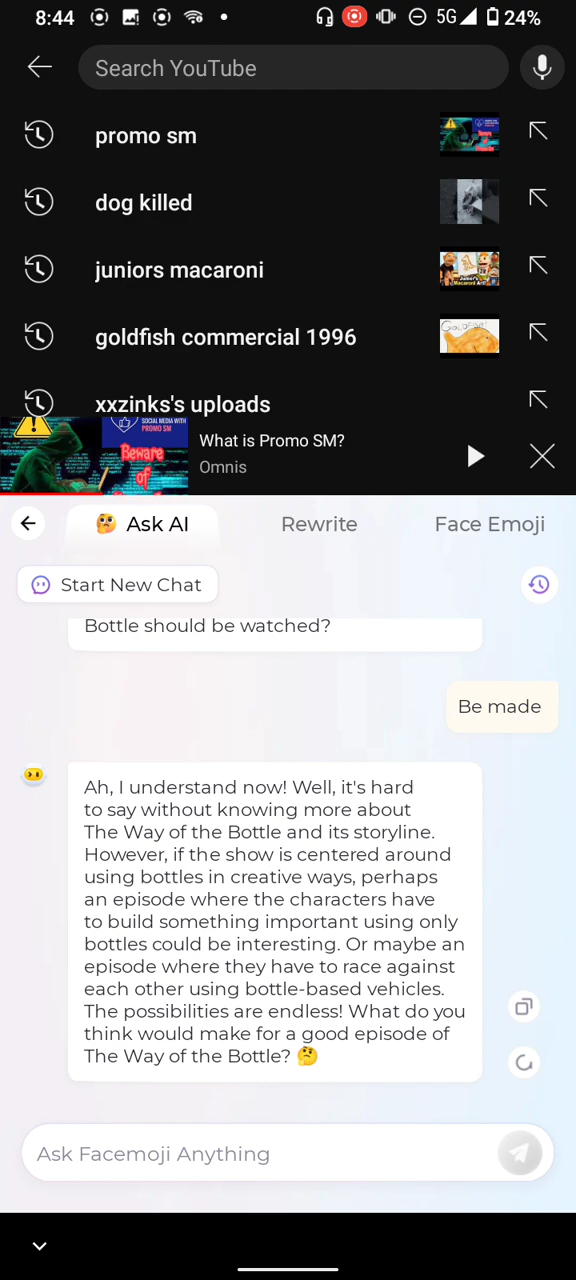 8:44
5G 24%
Search YouTube
promo sm
dog killed
juniors macaroni
goldfish commercial 1996
xxzinks's uploads
SOCIAL MEDIA WITH
PROMO SM
Beware
of
What is Promo SM?
Omnis
Ask AI Rewrite Face Emoji
Start New Chat
Bottle should be watched?
Be made
Ah, I understand now! Well, it's hard
to say without knowing more about
The Way of the Bottle and its storyline.
However, if the show is centered around
using bottles in creative ways, perhaps
an episode where the characters have
to build something important using only
bottles could be interesting. Or maybe an
episode where they have to race against
each other using bottle-based vehicles.
The possibilities are endless! What do you
think would make for a good episode of
The Way of the Bottle? 🤔
Ask Facemoji Anything